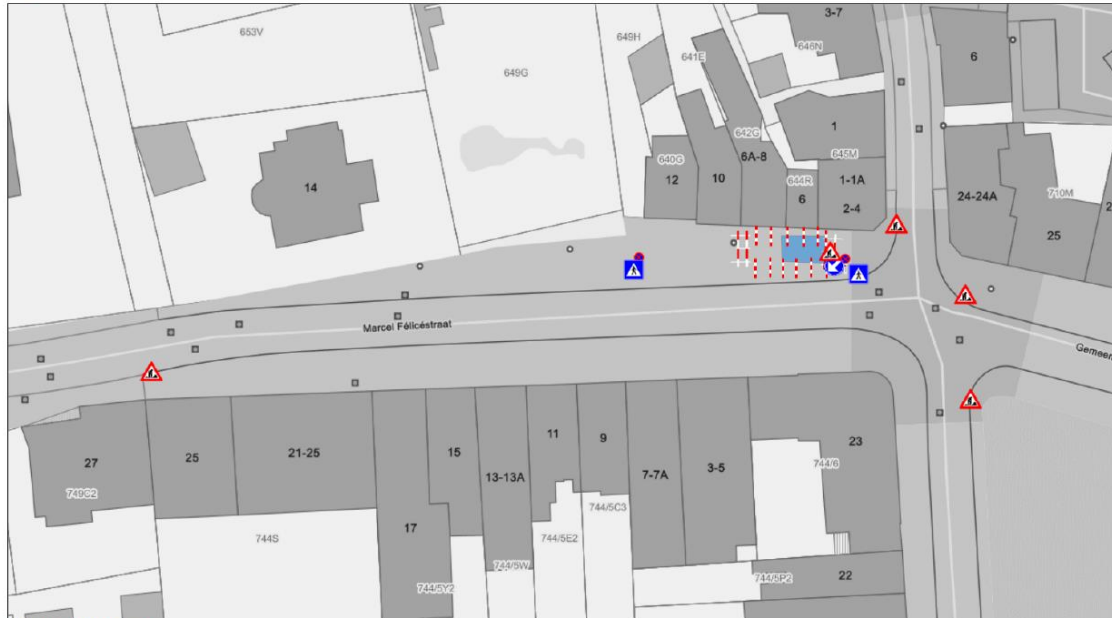 653V
649H
3-7
646N
641E
649G
6
642G
1
6A-8
645M
640G
14
12
10
644R
6
1-1A
2-4
24-24A
710M
25
2
Marcel Félicéstraat
Gemeen
27
25
21-25
15
11
9
13-13A
7-7A
3-5
23
749C2
744/6
744/5C3
17
744S
744/5E2
744/5W
744/5Y2
744/5P2
22